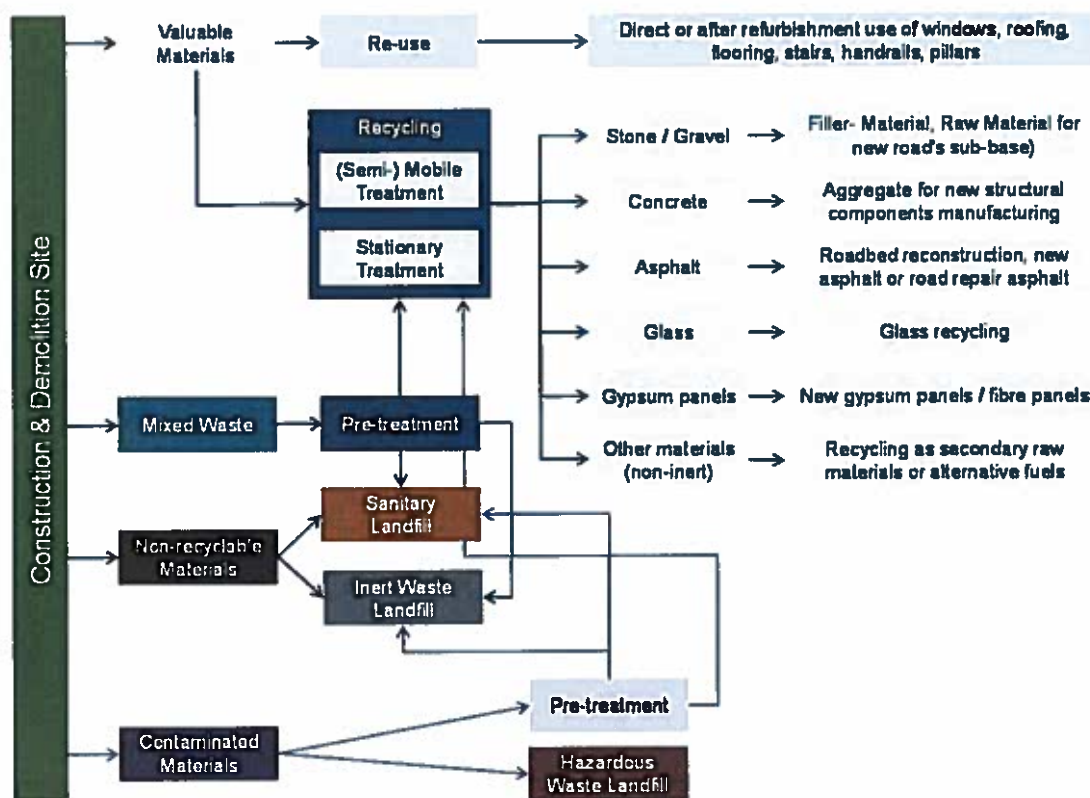 Construction & Demolition Site
Valuable
Materials
Re-use
Direct or after refurbishment use of windows, roofing,
flooring, stairs, handrails, pillars
Recycling
(Semi-) Mobile
Treatment
Stationary
Treatment
Stone / Gravel
Filler- Material, Raw Material for
new road's sub-base)
Concrete
Aggregate for new structural
components manufacturing
Asphalt
Roadbed reconstruction, new
asphalt or road repair asphalt
Glass
Glass recycling
Gypsum panels
New gypsum panels / fibre panels
Other materials
(non-inert)
Recycling as secondary raw
materials or alternative fuels
Mixed Waste
Pre-treatment
Sanitary
Landfill
Non-recyclable
Materials
Inert Waste
Landfill
Contaminated
Materials
Pre-treatment
Hazardous
Waste Landfill